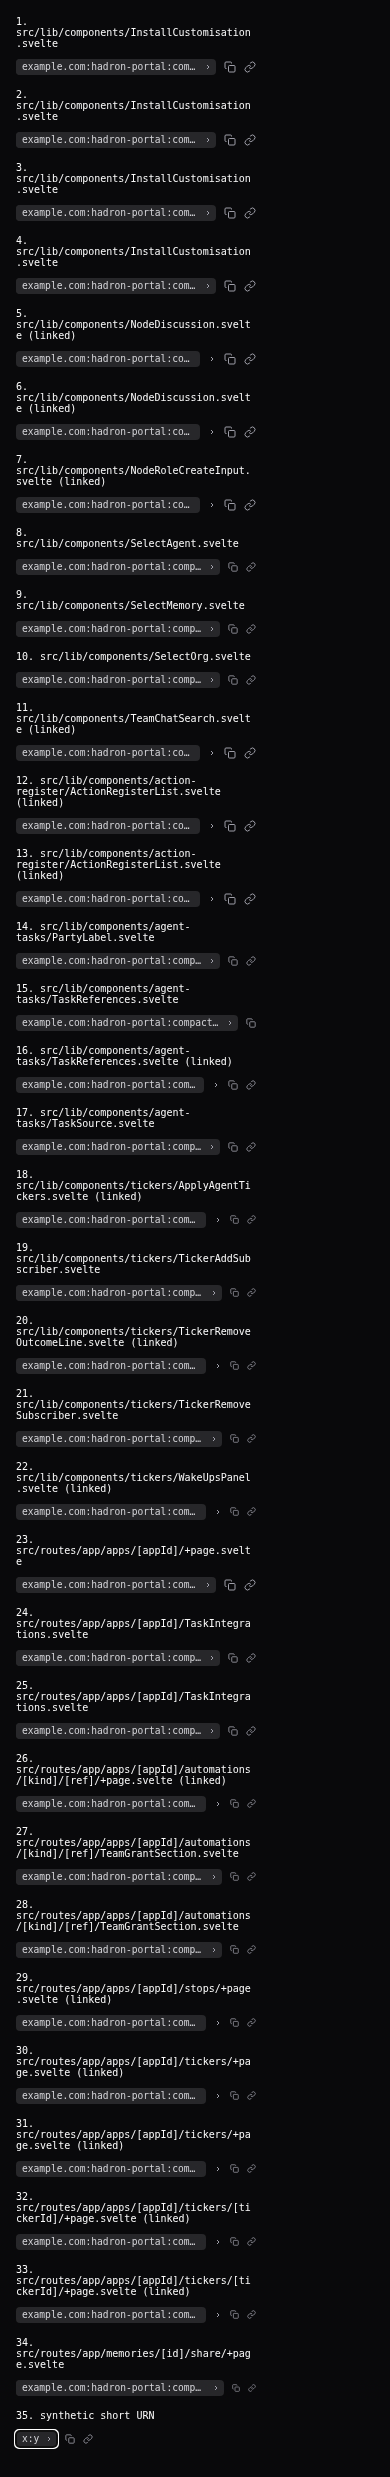 1.
src/lib/components/InstallCustomisation
.svelte
example.com:hadron-portal:com… ›
2.
src/lib/components/InstallCustomisation
.svelte
example.com:hadron-portal:com… ›
3.
src/lib/components/InstallCustomisation
.svelte
example.com:hadron-portal:com… ›
4.
src/lib/components/InstallCustomisation
.svelte
example.com:hadron-portal:com… ›
5.
src/lib/components/NodeDiscussion.svelt
e (linked)
example.com:hadron-portal:co… ›
6.
src/lib/components/NodeDiscussion.svelt
e (linked)
example.com:hadron-portal:co… ›
7.
src/lib/components/NodeRoleCreateInput.
svelte (linked)
example.com:hadron-portal:co… ›
8.
src/lib/components/SelectAgent.svelte
example.com:hadron-portal:comp… ›
9.
src/lib/components/SelectMemory.svelte
example.com:hadron-portal:comp… ›
10. src/lib/components/SelectOrg.svelte
example.com:hadron-portal:comp… ›
11.
src/lib/components/TeamChatSearch.svelt
e (linked)
example.com:hadron-portal:co… ›
12. src/lib/components/action-
register/ActionRegisterList.svelte
(linked)
example.com:hadron-portal:co… ›
13. src/lib/components/action-
register/ActionRegisterList.svelte
(linked)
example.com:hadron-portal:co… ›
14. src/lib/components/agent-
tasks/PartyLabel.svelte
example.com:hadron-portal:comp… ›
15. src/lib/components/agent-
tasks/TaskReferences.svelte
example.com:hadron-portal:compact… ›
16. src/lib/components/agent-
tasks/TaskReferences.svelte (linked)
example.com:hadron-portal:com… ›
17. src/lib/components/agent-
tasks/TaskSource.svelte
example.com:hadron-portal:comp… ›
18.
src/lib/components/tickers/ApplyAgentTi
ckers.svelte (linked)
example.com:hadron-portal:com… ›
19.
src/lib/components/tickers/TickerAddSub
scriber.svelte
example.com:hadron-portal:comp… ›
20.
src/lib/components/tickers/TickerRemove
OutcomeLine.svelte (linked)
example.com:hadron-portal:com… ›
21.
src/lib/components/tickers/TickerRemove
Subscriber.svelte
example.com:hadron-portal:comp… ›
22.
src/lib/components/tickers/WakeUpsPanel
.svelte (linked)
example.com:hadron-portal:com… ›
23.
src/routes/app/apps/[appId]/+page.svelt
e
example.com:hadron-portal:com… ›
24.
src/routes/app/apps/[appId]/TaskIntegra
tions.svelte
example.com:hadron-portal:comp… ›
25.
src/routes/app/apps/[appId]/TaskIntegra
tions.svelte
example.com:hadron-portal:comp… ›
26.
src/routes/app/apps/[appId]/automations
/[kind]/[ref]/+page.svelte (linked)
example.com:hadron-portal:com… ›
27.
src/routes/app/apps/[appId]/automations
/[kind]/[ref]/TeamGrantSection.svelte
example.com:hadron-portal:comp… ›
28.
src/routes/app/apps/[appId]/automations
/[kind]/[ref]/TeamGrantSection.svelte
example.com:hadron-portal:comp… ›
29.
src/routes/app/apps/[appId]/stops/+page
.svelte (linked)
example.com:hadron-portal:com… ›
30.
src/routes/app/apps/[appId]/tickers/+pa
ge.svelte (linked)
example.com:hadron-portal:com… ›
31.
src/routes/app/apps/[appId]/tickers/+pa
ge.svelte (linked)
example.com:hadron-portal:com… ›
32.
src/routes/app/apps/[appId]/tickers/[ti
ckerId]/+page.svelte (linked)
example.com:hadron-portal:com… ›
33.
src/routes/app/apps/[appId]/tickers/[ti
ckerId]/+page.svelte (linked)
example.com:hadron-portal:com… ›
34.
src/routes/app/memories/[id]/share/+pag
e.svelte
example.com:hadron-portal:comp… ›
35. synthetic short URN
x:y ›